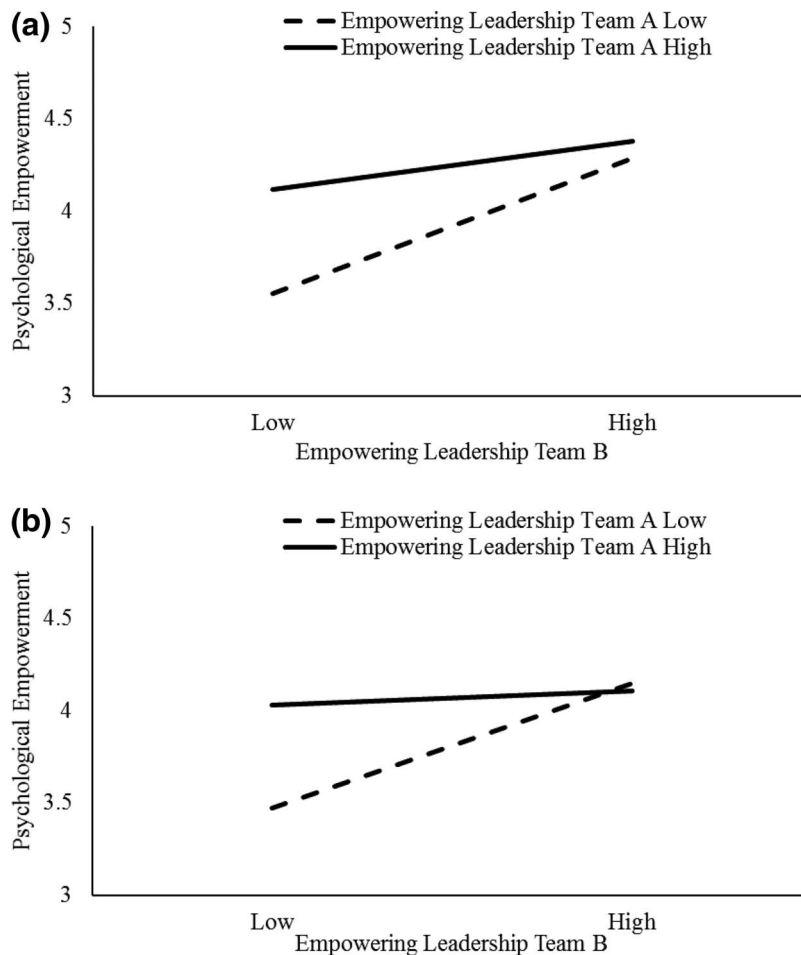 (a)
Empowering Leadership Team A Low
Empowering Leadership Team A High
Psychological Empowerment
5
4.5
4
3.5
3
Low
High
Empowering Leadership Team B
(b)
Empowering Leadership Team A Low
Empowering Leadership Team A High
Psychological Empowerment
5
4.5
4
3.5
3
Low
High
Empowering Leadership Team B